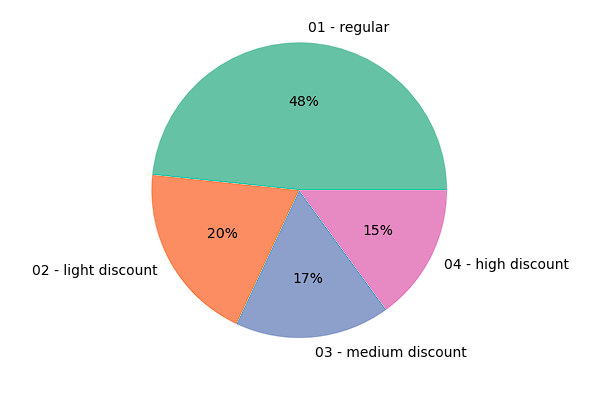 01 - regular
48%
20%
15%
17%
02 - light discount
04 - high discount
03 - medium discount